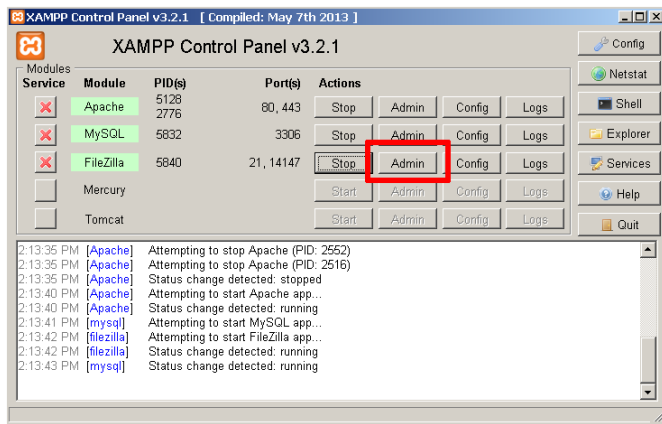 XAMPP Control Panel v3.2.1 [ Compiled: May 7th 2013 ]
XAMPP Control Panel v3.2.1
Config
Modules
Service Module PID(s) Port(s) Actions
Netstat
Apache 5128 2776 80, 443 Stop Admin Config Logs
Shell
MySQL 5832 3306 Stop Admin Config Logs
Explorer
FileZilla 5840 21, 14147 Stop Admin Config Logs
Services
Mercury Start Admin Config Logs
Help
Tomcat Start Admin Config Logs
Quit
2:13:35 PM [Apache] Attempting to stop Apache (PID: 2552)
2:13:35 PM [Apache] Attempting to stop Apache (PID: 2516)
2:13:35 PM [Apache] Status change detected: stopped
2:13:40 PM [Apache] Attempting to start Apache app...
2:13:40 PM [Apache] Status change detected: running
2:13:41 PM [mysql] Attempting to start MySQL app...
2:13:42 PM [filezilla] Attempting to start FileZilla app...
2:13:42 PM [filezilla] Status change detected: running
2:13:43 PM [mysql] Status change detected: running